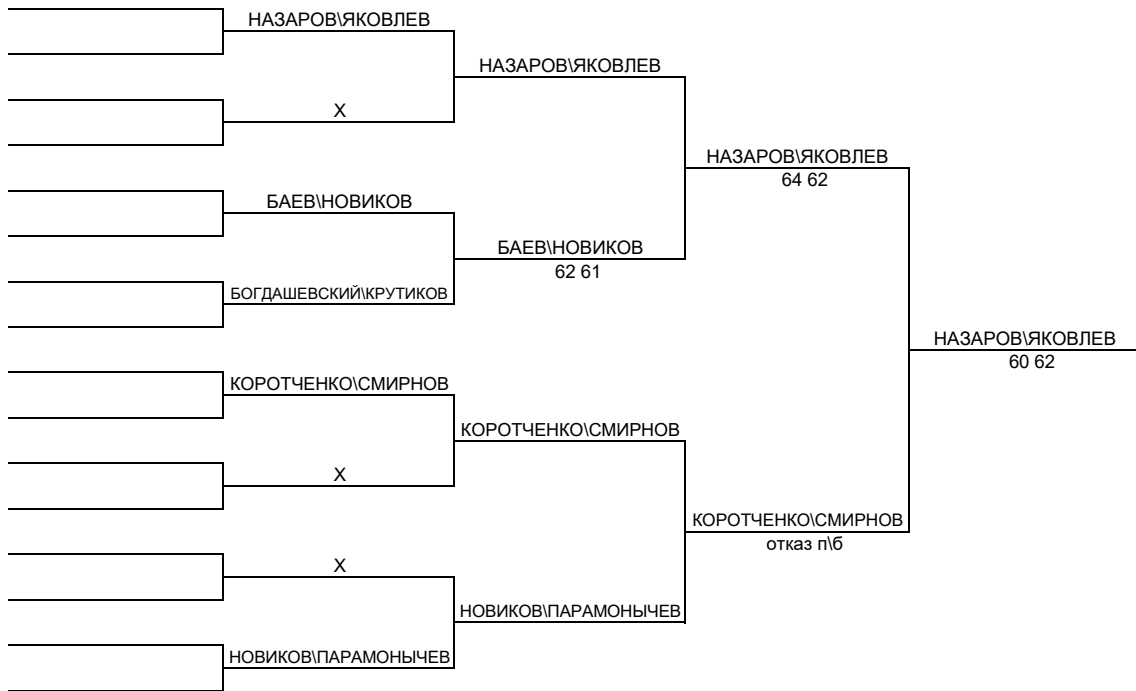 НАЗАРОВ\ЯКОВЛЕВ
НАЗАРОВ\ЯКОВЛЕВ
X
НАЗАРОВ\ЯКОВЛЕВ
64 62
БАЕВ\НОВИКОВ
БАЕВ\НОВИКОВ
62 61
БОГДАШЕВСКИЙ\КРУТИКОВ
НАЗАРОВ\ЯКОВЛЕВ
60 62
КОРОТЧЕНКО\СМИРНОВ
КОРОТЧЕНКО\СМИРНОВ
X
КОРОТЧЕНКО\СМИРНОВ
отказ п\б
X
НОВИКОВ\ПАРАМОНЫЧЕВ
НОВИКОВ\ПАРАМОНЫЧЕВ